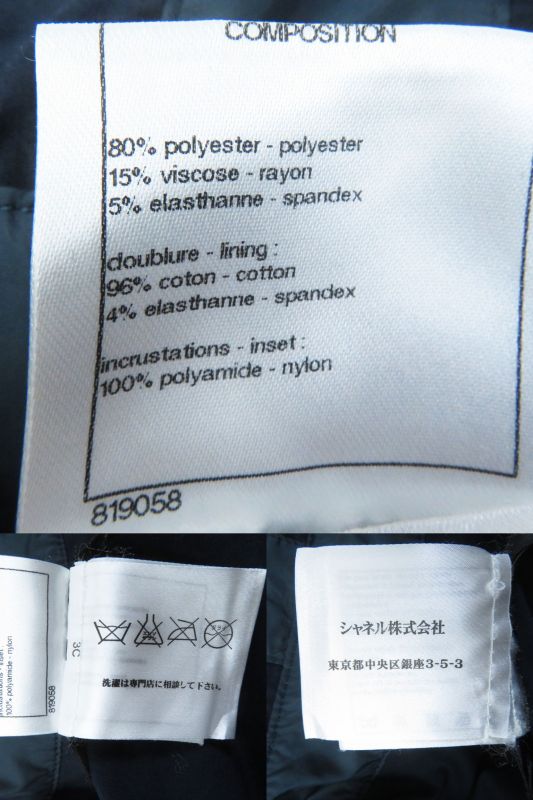 COMPOSITION
80% polyester - polyester
15% viscose - rayon
5% elasthanne - spandex
doublure - lining :
96% coton - cotton
4% elasthanne - spandex
incrustations - inset :
100% polyamide - nylon
819058
incrustations - inset :
100% polyamide - nylon
819058
3C
洗濯は専門店に相談して下さい。
シャネル株式会社
東京都中央区銀座3-5-3